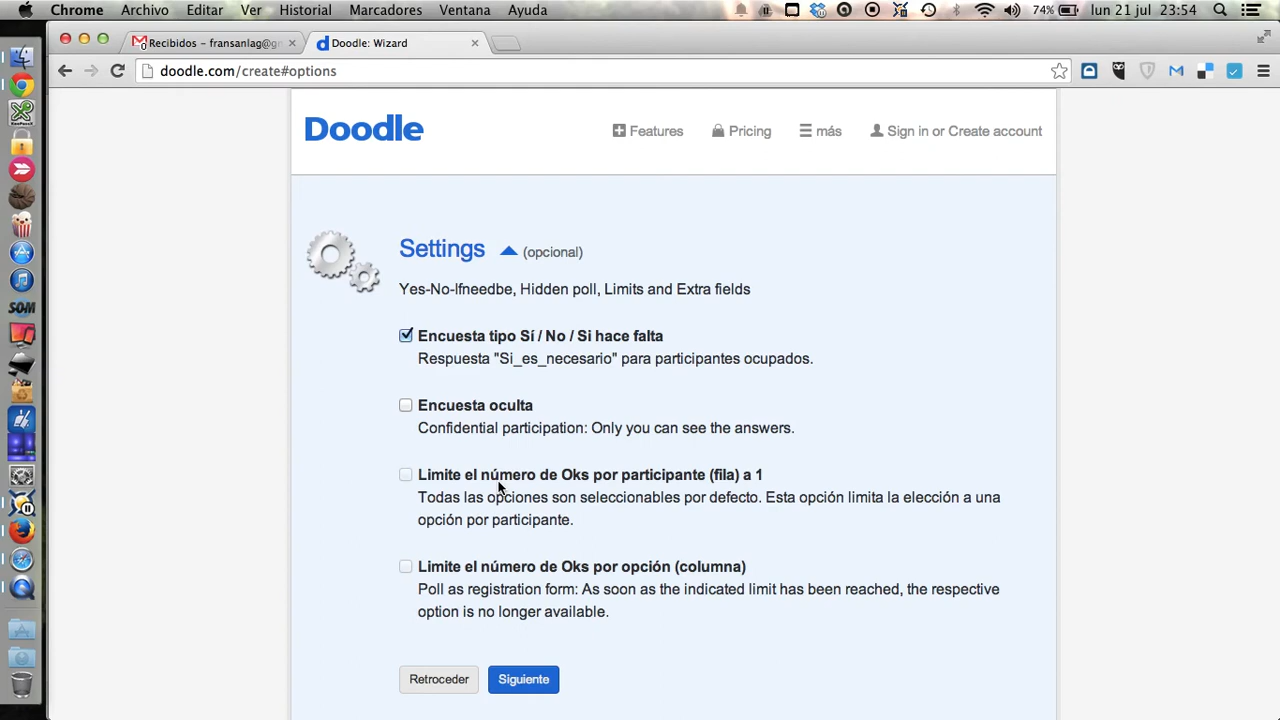 Chrome Archivo Editar Ver Historial Marcadores Ventana Ayuda 74% lun 21 jul 23:54
Recibidos – fransanlag@g
Doodle: Wizard
doodle.com/create#options
Doodle
Features Pricing más Sign in or Create account
Settings (opcional)
Yes-No-Ifneedbe, Hidden poll, Limits and Extra fields
Encuesta tipo Sí / No / Si hace falta
Respuesta "Si_es_necesario" para participantes ocupados.
Encuesta oculta
Confidential participation: Only you can see the answers.
Limite el número de Oks por participante (fila) a 1
Todas las opciones son seleccionables por defecto. Esta opción limita la elección a una
opción por participante.
Limite el número de Oks por opción (columna)
Poll as registration form: As soon as the indicated limit has been reached, the respective
option is no longer available.
Retroceder Siguiente
SOM